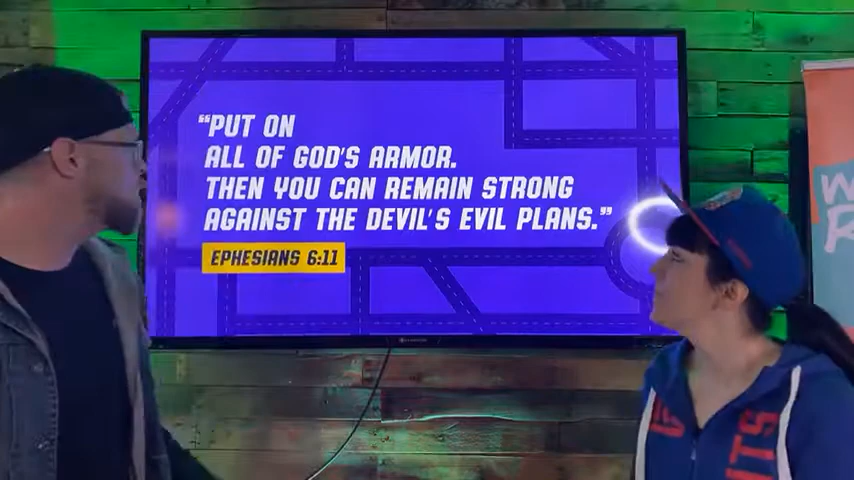 “PUT ON
ALL OF GOD’S ARMOR.
THEN YOU CAN REMAIN STRONG
AGAINST THE DEVIL’S EVIL PLANS.”
EPHESIANS 6:11